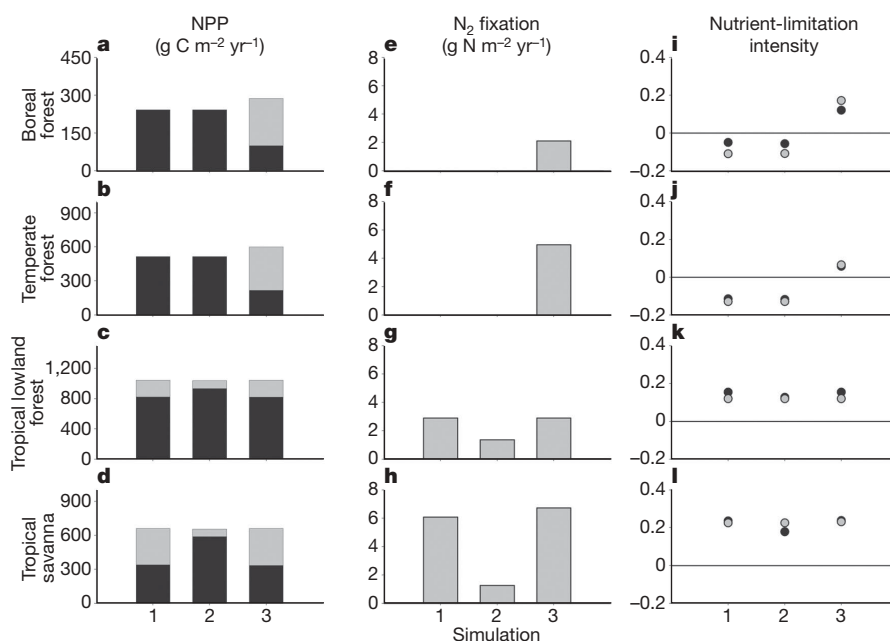 NPP
(g C m⁻² yr⁻¹)
N₂ fixation
(g N m⁻² yr⁻¹)
Nutrient-limitation
intensity
a
e
i
Boreal
forest
450
300
150
0
8
6
4
2
0
0.4
0.2
0
−0.2
b
f
j
Temperate
forest
900
600
300
0
8
6
4
2
0
0.4
0.2
0
−0.2
c
g
k
Tropical lowland
forest
1,200
800
400
0
8
6
4
2
0
0.4
0.2
0
−0.2
d
h
l
Tropical
savanna
900
600
300
0
8
6
4
2
0
0.4
0.2
0
−0.2
1 2 3
1 2 3
1 2 3
Simulation